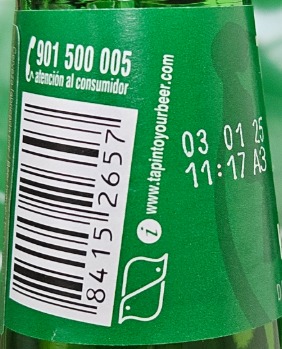 901 500 005
atención al consumidor
8415 2657
www.tapintoyourbeer.com
i
03 01 25
11:17 A3